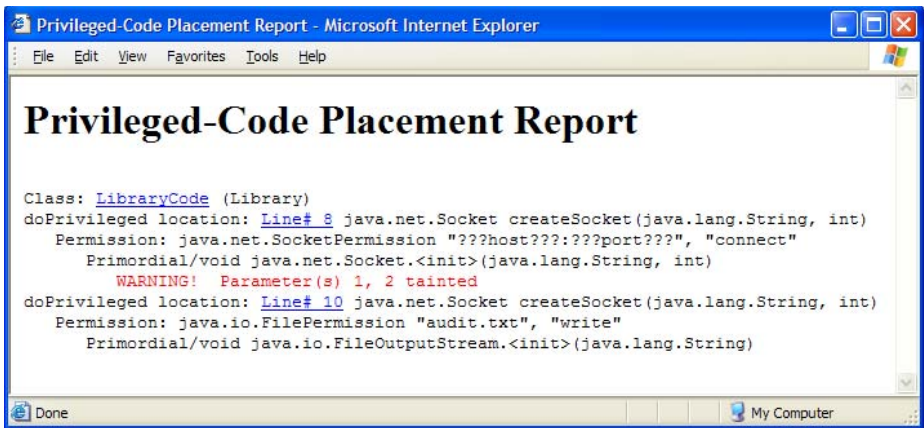 Privileged-Code Placement Report - Microsoft Internet Explorer
File Edit View Favorites Tools Help
Privileged-Code Placement Report
Class: LibraryCode (Library)
doPrivileged location: Line# 8 java.net.Socket createSocket(java.lang.String, int)
Permission: java.net.SocketPermission "???host???:???port???", "connect"
Primordial/void java.net.Socket.<init>(java.lang.String, int)
WARNING! Parameter(s) 1, 2 tainted
doPrivileged location: Line# 10 java.net.Socket createSocket(java.lang.String, int)
Permission: java.io.FilePermission "audit.txt", "write"
Primordial/void java.io.FileOutputStream.<init>(java.lang.String)
Done My Computer